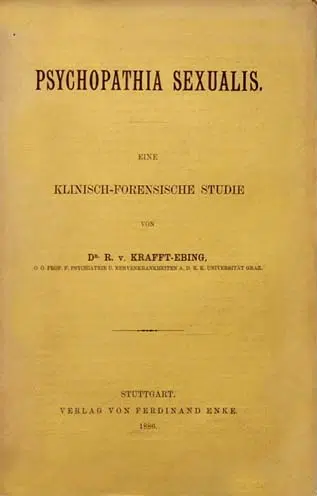 PSYCHOPATHIA SEXUALIS.
EINE
KLINISCH-FORENSISCHE STUDIE
VON
DR. R. v. KRAFFT-EBING,
O. Ö. PROF. F. PSYCHIATRIE U. NERVENKRANKHEITEN A. D. K. K. UNIVERSITÄT GRAZ.
STUTTGART.
VERLAG VON FERDINAND ENKE.
1886.